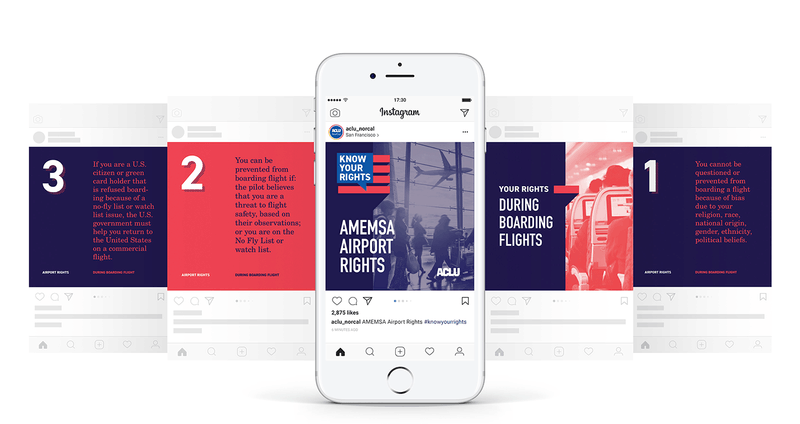 3
If you are a U.S.
citizen or green
card holder that
is refused board-
ing because of a
no-fly list or watch
list issue, the U.S.
government must
help you return to
the United States
on a commercial
flight.
AIRPORT RIGHTS
DURING BOARDING FLIGHT
2
You can be
prevented from
boarding flight if:
the pilot believes
that you are a
threat to flight
safety, based on
their observations;
or you are on the
No Fly List or
watch list.
AIRPORT RIGHTS
DURING BOARDING FLIGHT
17:30
Instagram
aclu_norcal
San Francisco
KNOW
YOUR
RIGHTS
AMEMSA
AIRPORT
RIGHTS
ACLU
2,875 likes
aclu_norcal AMEMSA Airport Rights #knowyourrights
YOUR RIGHTS
DURING
BOARDING
FLIGHTS
1
You cannot be
questioned or
prevented from
boarding a flight
because of bias
due to your
religion, race,
national origin,
gender, ethnicity,
political beliefs.
AIRPORT RIGHTS
DURING BOARDING FLIGHT